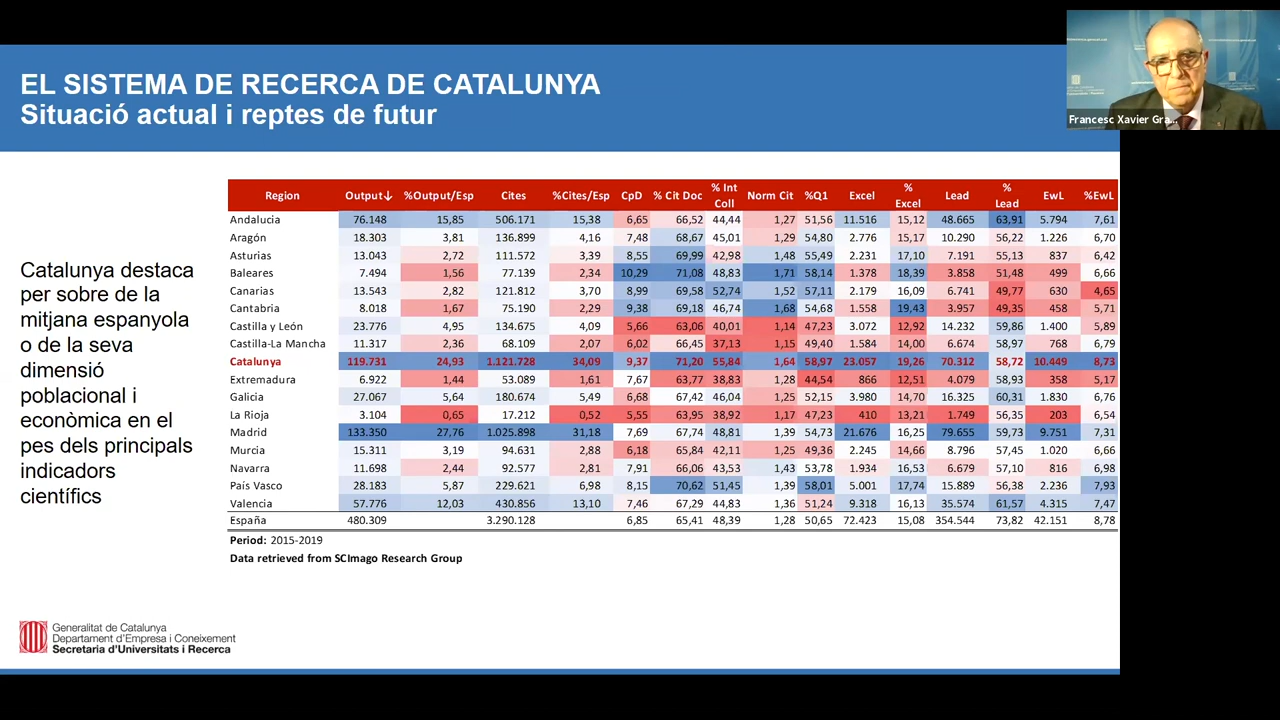 EL SISTEMA DE RECERCA DE CATALUNYA
Situació actual i reptes de futur
Francesc Xavier Gra...
Catalunya destaca
per sobre de la
mitjana espanyola
o de la seva
dimensió
poblacional i
econòmica en el
pes dels principals
indicadors
científics
Region Output↓ %Output/Esp Cites %Cites/Esp CpD % Cit Doc % Int Coll Norm Cit %Q1 Excel % Excel Lead % Lead EwL %EwL
Andalucia 76.148 15,85 506.171 15,38 6,65 66,52 44,44 1,27 51,56 11.516 15,12 48.665 63,91 5.794 7,61
Aragón 18.303 3,81 136.899 4,16 7,48 68,67 45,01 1,29 54,80 2.776 15,17 10.290 56,22 1.226 6,70
Asturias 13.043 2,72 111.572 3,39 8,55 69,99 42,98 1,48 55,49 2.231 17,10 7.191 55,13 837 6,42
Baleares 7.494 1,56 77.139 2,34 10,29 71,08 48,83 1,71 58,14 1.378 18,39 3.858 51,48 499 6,66
Canarias 13.543 2,82 121.812 3,70 8,99 69,58 52,74 1,52 57,11 2.179 16,09 6.741 49,77 630 4,65
Cantabria 8.018 1,67 75.190 2,29 9,38 69,18 46,74 1,68 54,68 1.558 19,43 3.957 49,35 458 5,71
Castilla y León 23.776 4,95 134.675 4,09 5,66 63,06 40,01 1,14 47,23 3.072 12,92 14.232 59,86 1.400 5,89
Castilla-La Mancha 11.317 2,36 68.109 2,07 6,02 66,45 37,13 1,15 49,40 1.584 14,00 6.674 58,97 768 6,79
Catalunya 119.731 24,93 1.121.728 34,09 9,37 71,20 55,84 1,64 58,97 23.057 19,26 70.312 58,72 10.449 8,73
Extremadura 6.922 1,44 53.089 1,61 7,67 63,77 38,83 1,28 44,54 866 12,51 4.079 58,93 358 5,17
Galicia 27.067 5,64 180.674 5,49 6,68 67,42 46,04 1,25 52,15 3.980 14,70 16.325 60,31 1.830 6,76
La Rioja 3.104 0,65 17.212 0,52 5,55 63,95 38,92 1,17 47,23 410 13,21 1.749 56,35 203 6,54
Madrid 133.350 27,76 1.025.898 31,18 7,69 67,74 48,81 1,39 54,73 21.676 16,25 79.655 59,73 9.751 7,31
Murcia 15.311 3,19 94.631 2,88 6,18 65,84 42,11 1,25 49,36 2.245 14,66 8.796 57,45 1.020 6,66
Navarra 11.698 2,44 92.577 2,81 7,91 66,06 43,53 1,43 53,78 1.934 16,53 6.679 57,10 816 6,98
País Vasco 28.183 5,87 229.621 6,98 8,15 70,62 51,45 1,39 58,01 5.001 17,74 15.889 56,38 2.236 7,93
Valencia 57.776 12,03 430.856 13,10 7,46 67,29 44,83 1,36 51,24 9.318 16,13 35.574 61,57 4.315 7,47
España 480.309 3.290.128 6,85 65,41 48,39 1,28 50,65 72.423 15,08 354.544 73,82 42.151 8,78
Period: 2015-2019
Data retrieved from SCImago Research Group
Generalitat de Catalunya
Departament d'Empresa i Coneixement
Secretaria d'Universitats i Recerca